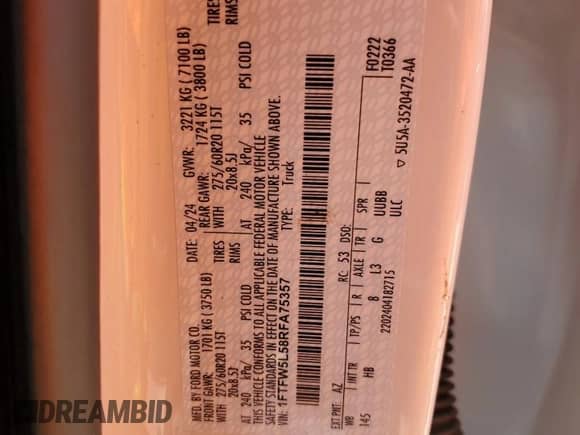 MFD. BY FORD MOTOR CO.
DATE: 04/24 GVWR: 3221 KG ( 7100 LB)
FRONT GAWR: 1701 KG ( 3750 LB) REAR GAWR: 1724 KG ( 3800 LB)
275/60R20 115T TIRES WITH 275/60R20 115T TIRES
20x8.5J RIMS 20x8.5J RIMS
AT 240 kPa/ 35 PSI COLD AT 240 kPa/ 35 PSI COLD
THIS VEHICLE CONFORMS TO ALL APPLICABLE FEDERAL MOTOR VEHICLE
SAFETY STANDARDS IN EFFECT ON THE DATE OF MANUFACTURE SHOWN ABOVE.
VIN: 1FTFW5L58RFA75357 TYPE: Truck
F0222
T0366
EXT PNT: AZ RC: 53 DSO:
WB INT TR TP/PS R AXLE TR SPR
145 HB 8 L3 G UUBB
2202404182715 ULC
▽ 5U5A-3520472-AA
DREAMBID